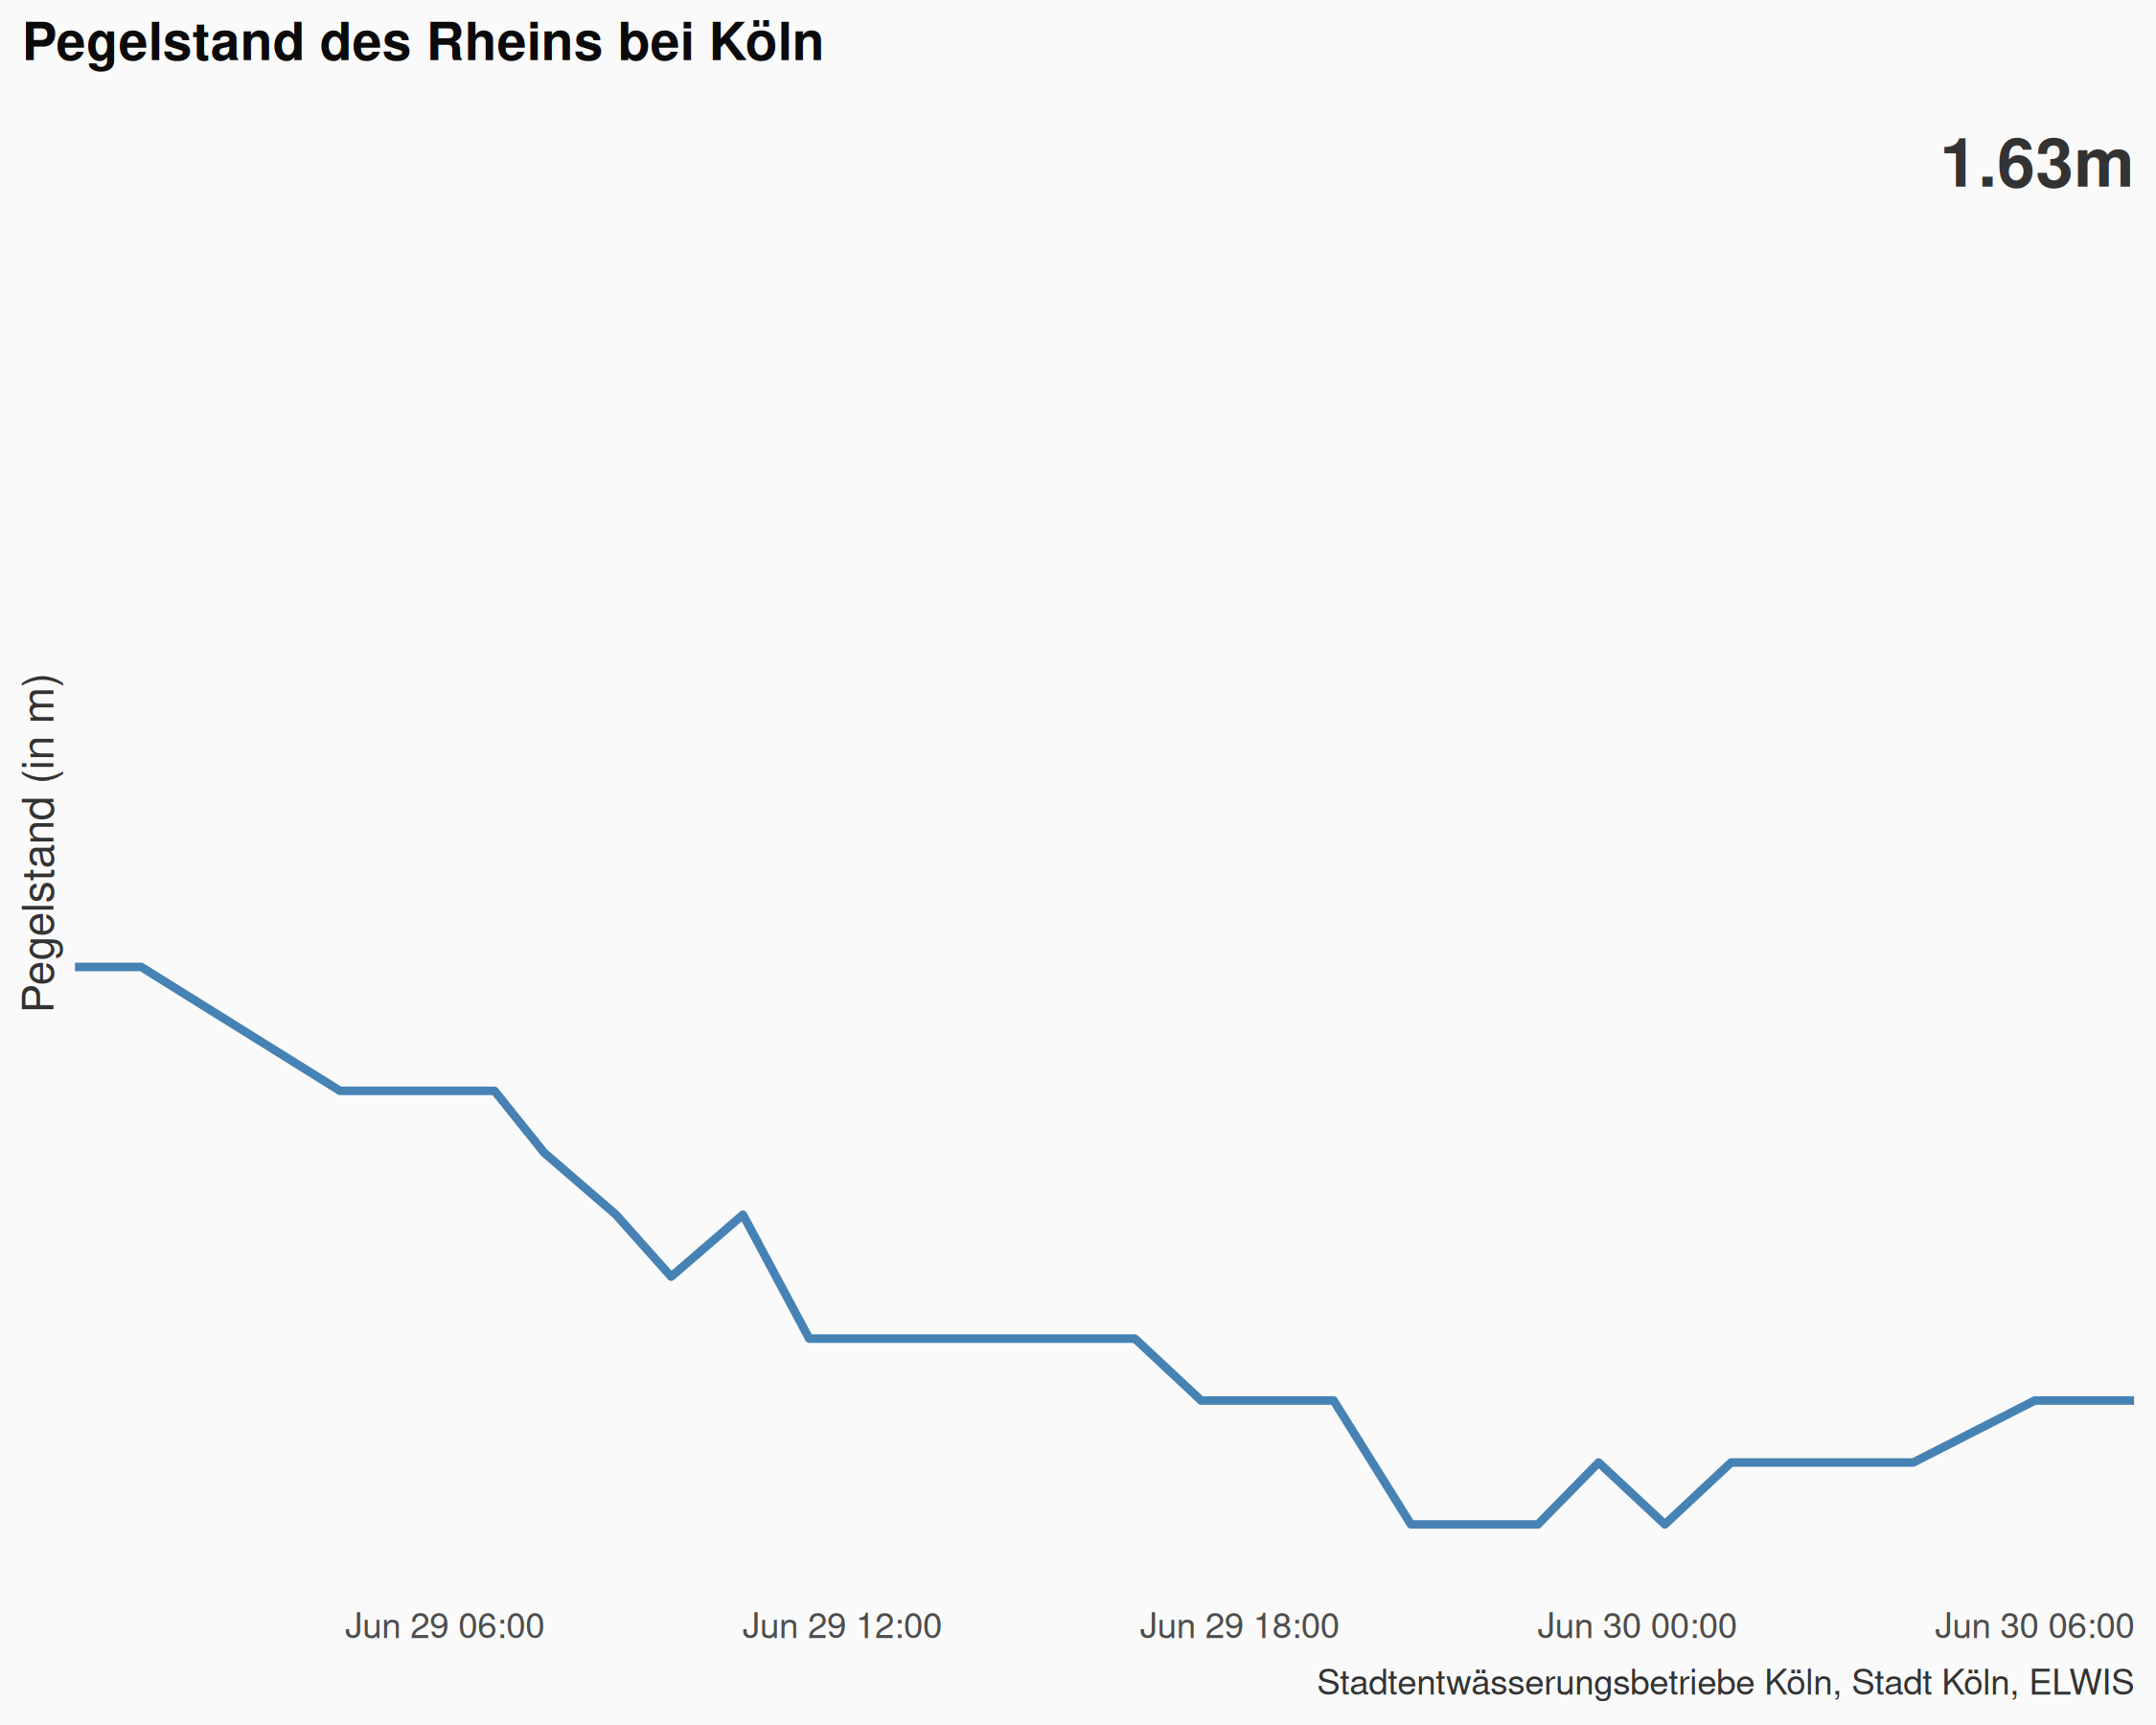 Pegelstand des Rheins bei Köln
1.63m
Pegelstand (in m)
Jun 29 06:00 Jun 29 12:00 Jun 29 18:00 Jun 30 00:00 Jun 30 06:00
Stadtentwässerungsbetriebe Köln, Stadt Köln, ELWIS